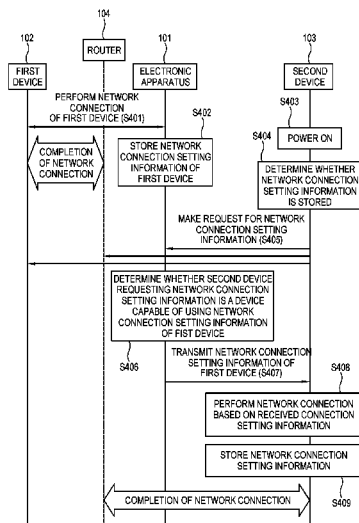 102
104
101
103
FIRST
DEVICE
ROUTER
ELECTRONIC
APPARATUS
SECOND
DEVICE
PERFORM NETWORK
CONNECTION
OF FIRST DEVICE (S401)
S402
STORE NETWORK
CONNECTION SETTING
INFORMATION OF
FIRST DEVICE
COMPLETION
OF NETWORK
CONNECTION
S403
POWER ON
S404
DETERMINE WHETHER
NETWORK CONNECTION
SETTING INFORMATION
IS STORED
MAKE REQUEST FOR NETWORK
CONNECTION SETTING
INFORMATION (S405)
DETERMINE WHETHER SECOND DEVICE
REQUESTING NETWORK CONNECTION
SETTING INFORMATION IS A DEVICE
CAPABLE OF USING NETWORK
CONNECTION SETTING INFORMATION
OF FIST DEVICE
S406
TRANSMIT NETWORK CONNECTION
SETTING INFORMATION OF
FIRST DEVICE (S407)
S408
PERFORM NETWORK CONNECTION
BASED ON RECEIVED CONNECTION
SETTING INFORMATION
STORE NETWORK CONNECTION
SETTING INFORMATION
S409
COMPLETION OF NETWORK CONNECTION